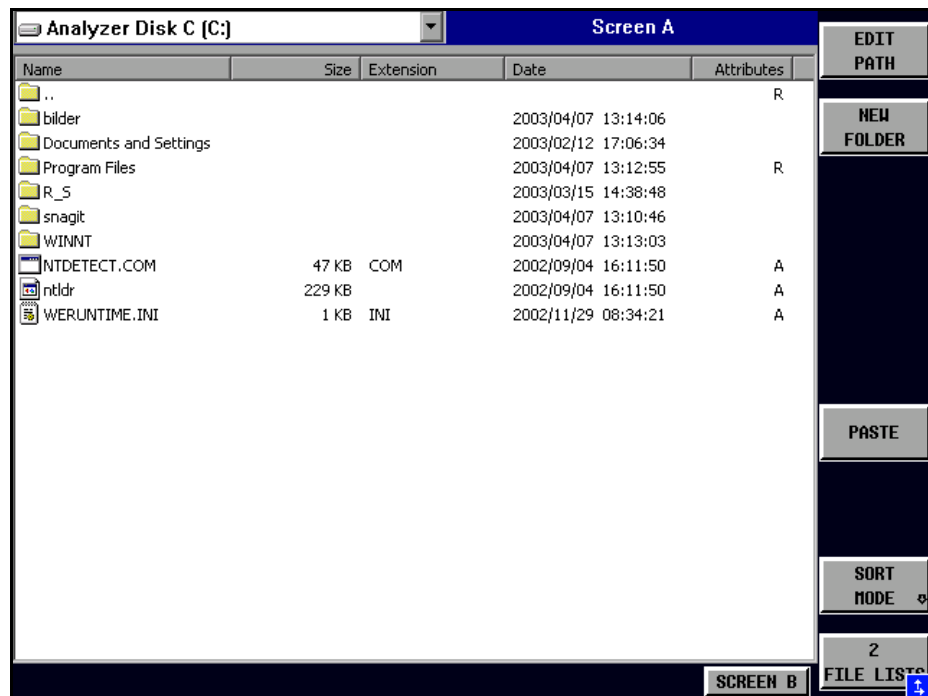 Analyzer Disk C (C:)
Screen A
Name Size Extension Date Attributes
.. R
bilder 2003/04/07 13:14:06
Documents and Settings 2003/02/12 17:06:34
Program Files 2003/04/07 13:12:55 R
R_S 2003/03/15 14:38:48
snagit 2003/04/07 13:10:46
WINNT 2003/04/07 13:13:03
NTDETECT.COM 47 KB COM 2002/09/04 16:11:50 A
ntldr 229 KB 2002/09/04 16:11:50 A
WERUNTIME.INI 1 KB INI 2002/11/29 08:34:21 A
SCREEN B
EDIT
PATH
NEW
FOLDER
PASTE
SORT
MODE
2
FILE LISTS